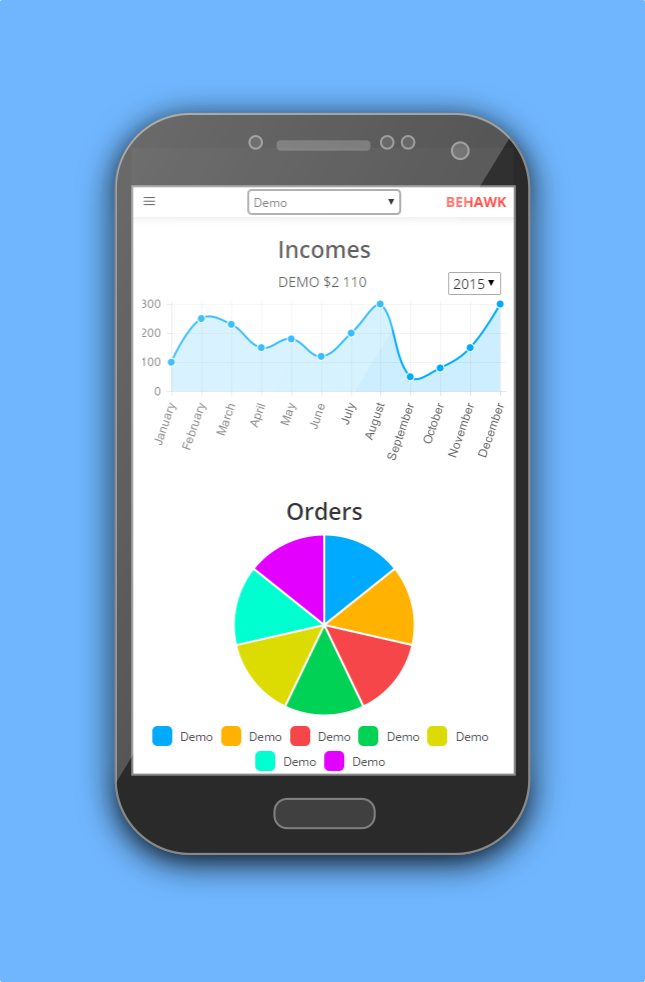 Demo BEHAWK
Incomes
DEMO $2 110
2015
300
200
100
0
January February March April May June July August September October November December
Orders
Demo Demo Demo Demo Demo
Demo Demo